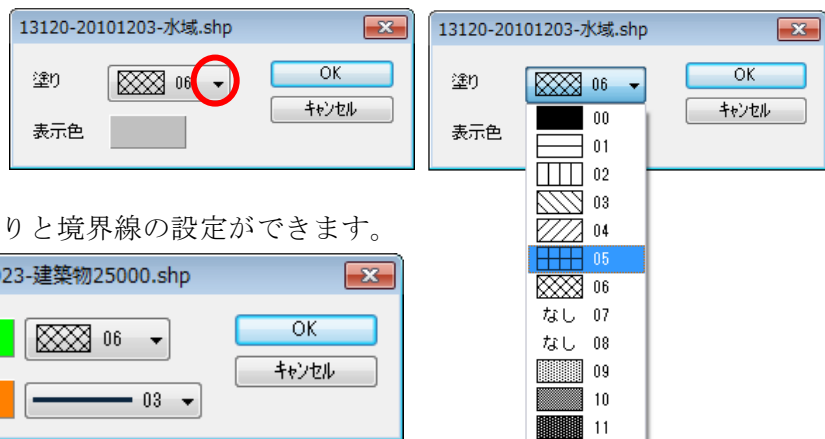 13120-20101203-水域.shp
塗り
06
OK
キャンセル
表示色
13120-20101203-水域.shp
塗り
06
OK
キャンセル
表示色
00
01
02
03
04
05
06
なし 07
なし 08
09
10
11
りと境界線の設定ができます。
023-建築物25000.shp
06
OK
キャンセル
03